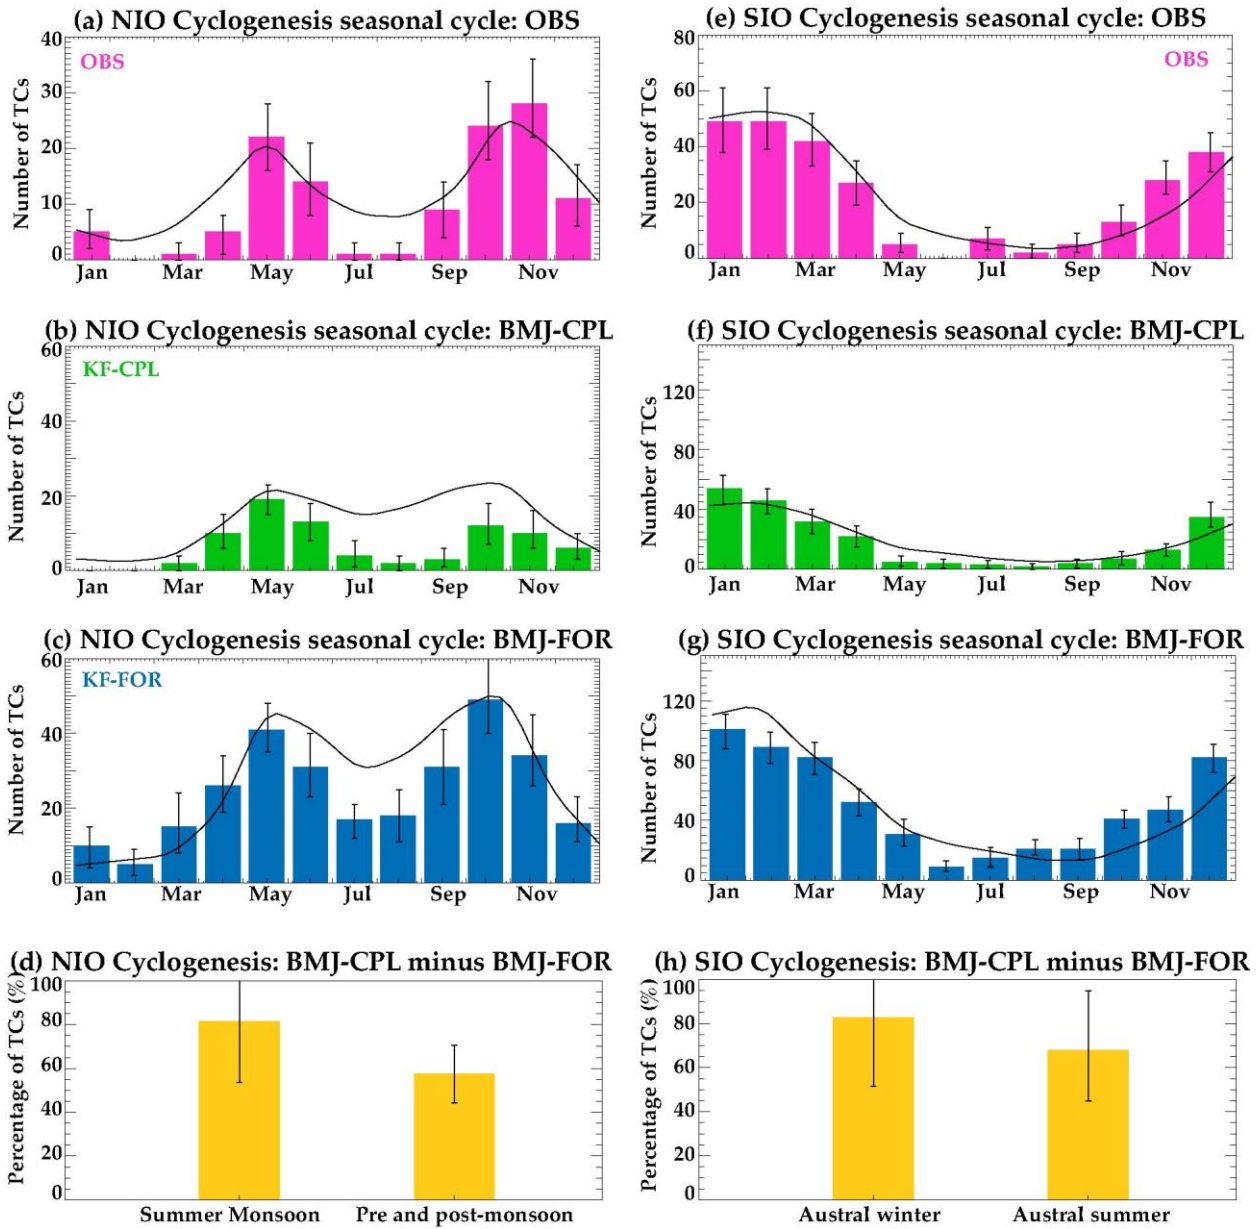 (a) NIO Cyclogenesis seasonal cycle: OBS
40
30
20
10
0
Number of TCs
OBS
Jan Mar May Jul Sep Nov
(e) SIO Cyclogenesis seasonal cycle: OBS
80
60
40
20
0
Number of TCs
OBS
Jan Mar May Jul Sep Nov
(b) NIO Cyclogenesis seasonal cycle: BMJ-CPL
60
40
20
0
Number of TCs
KF-CPL
Jan Mar May Jul Sep Nov
(f) SIO Cyclogenesis seasonal cycle: BMJ-CPL
120
80
40
0
Number of TCs
Jan Mar May Jul Sep Nov
(c) NIO Cyclogenesis seasonal cycle: BMJ-FOR
60
40
20
0
Number of TCs
KF-FOR
Jan Mar May Jul Sep Nov
(g) SIO Cyclogenesis seasonal cycle: BMJ-FOR
120
80
40
0
Number of TCs
Jan Mar May Jul Sep Nov
(d) NIO Cyclogenesis: BMJ-CPL minus BMJ-FOR
100
80
60
40
20
0
Percentage of TCs (%)
Summer Monsoon Pre and post-monsoon
(h) SIO Cyclogenesis: BMJ-CPL minus BMJ-FOR
100
80
60
40
20
0
Percentage of TCs (%)
Austral winter Austral summer